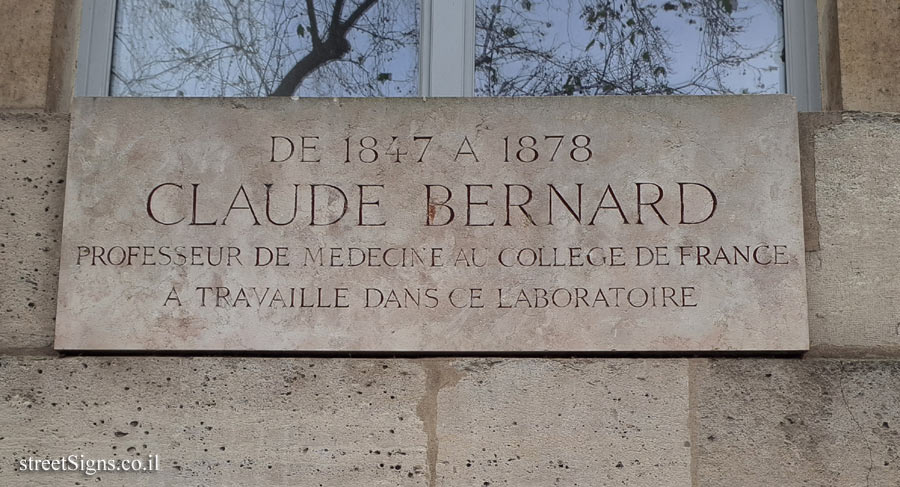 DE 1847 A 1878
CLAUDE BERNARD
PROFESSEUR DE MEDECINE AU COLLEGE DE FRANCE
A TRAVAILLE DANS CE LABORATOIRE
streetSigns.co.il